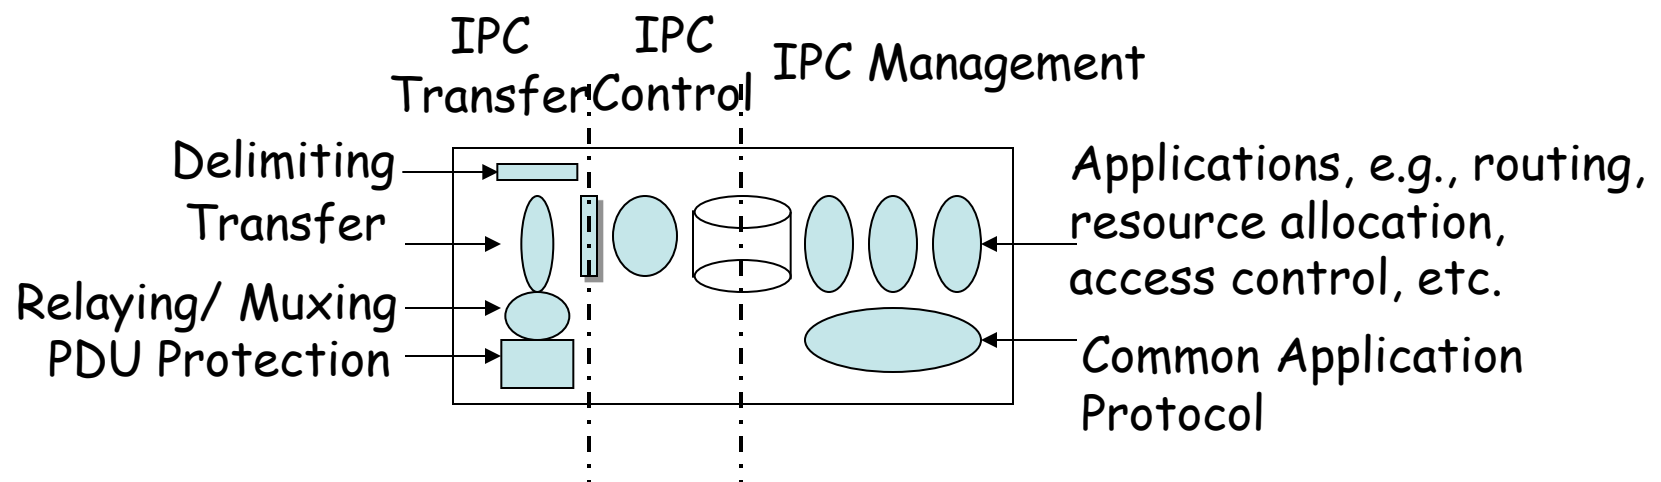 IPC
Transfer
IPC
Control
IPC Management
Delimiting
Transfer
Relaying/ Muxing
PDU Protection
Applications, e.g., routing,
resource allocation,
access control, etc.
Common Application
Protocol